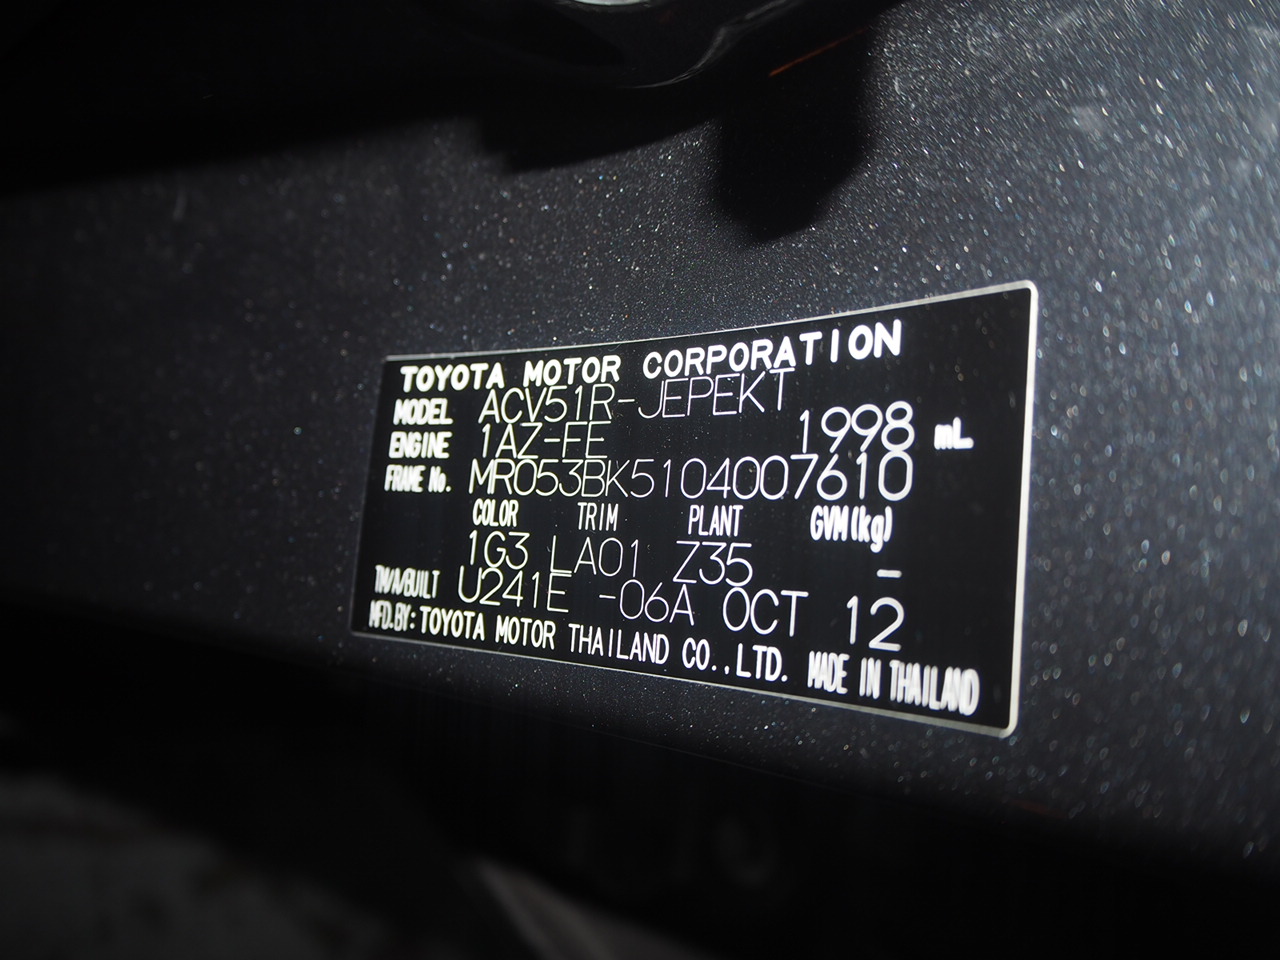 TOYOTA MOTOR CORPORATION
MODEL ACV51R-JEPEKT
ENGINE 1AZ-FE 1998 mL
FRAME No. MR053BK5104007610
COLOR TRIM PLANT GVM(kg)
1G3 LA01 Z35 –
TM/A/BUILT U241E -06A OCT 12
MFD.BY: TOYOTA MOTOR THAILAND CO.,LTD. MADE IN THAILAND